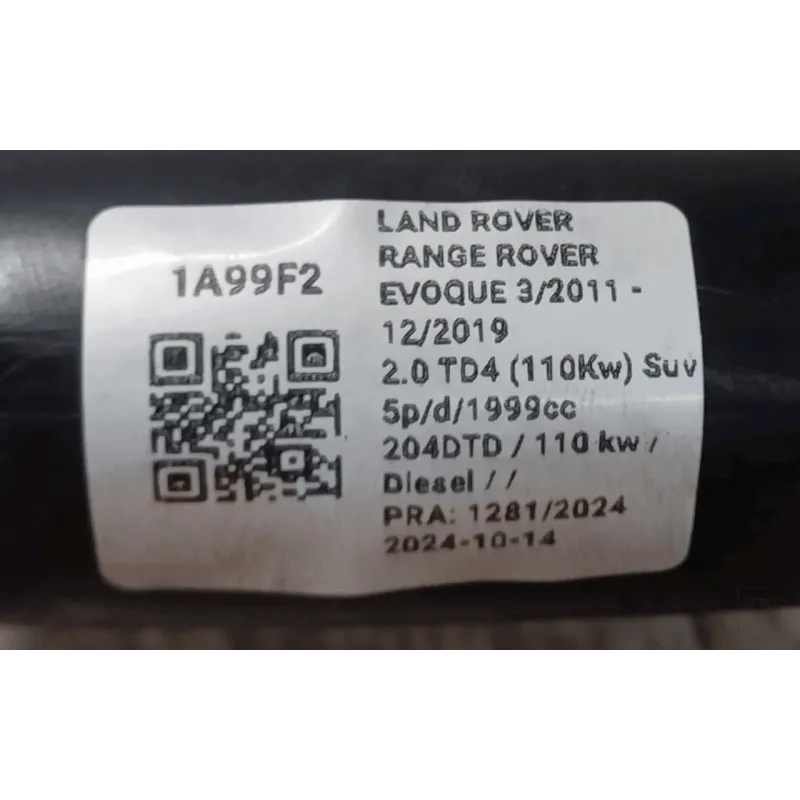 1A99F2
LAND ROVER
RANGE ROVER
EVOQUE 3/2011 -
12/2019
2.0 TD4 (110Kw) Suv
5p/d/1999cc
204DTD / 110 kw /
Diesel / /
PRA: 1281/2024
2024-10-14